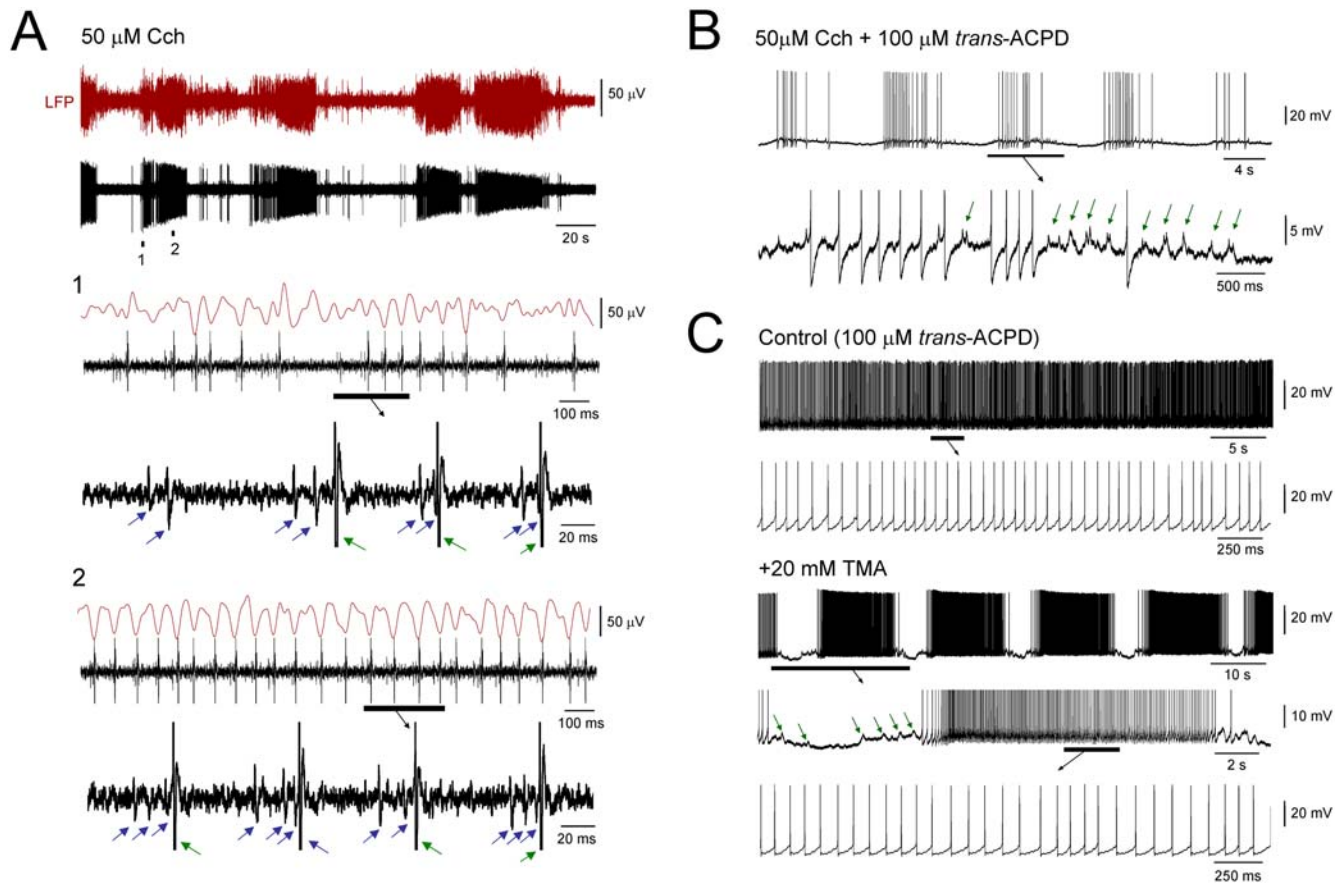 A
50 μM Cch
LFP
50 μV
20 s
1
2
1
50 μV
100 ms
20 ms
2
50 μV
100 ms
20 ms
B
50μM Cch + 100 μM trans-ACPD
20 mV
4 s
5 mV
500 ms
C
Control (100 μM trans-ACPD)
20 mV
5 s
20 mV
250 ms
+20 mM TMA
20 mV
10 s
10 mV
2 s
20 mV
250 ms